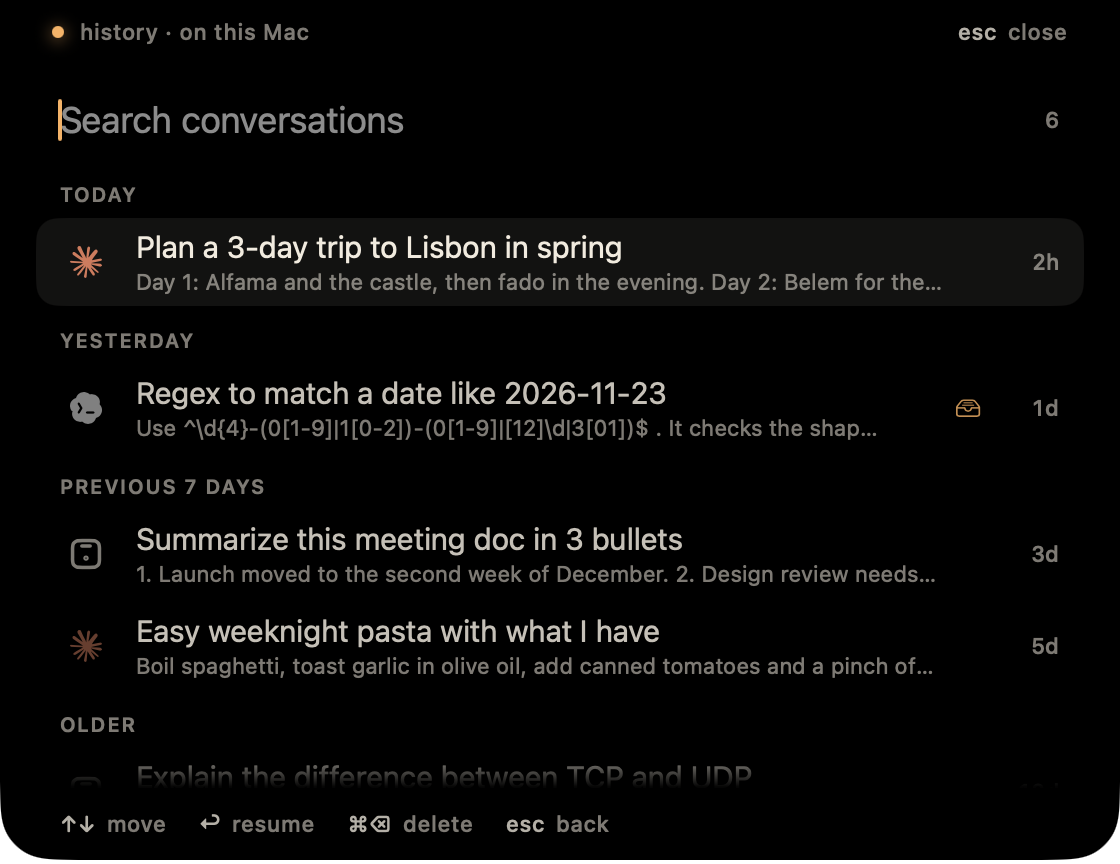 history · on this Mac
esc close
Search conversations
6
TODAY
Plan a 3-day trip to Lisbon in spring
Day 1: Alfama and the castle, then fado in the evening. Day 2: Belem for the...
2h
YESTERDAY
Regex to match a date like 2026-11-23
Use ^\d{4}-(0[1-9]|1[0-2])-(0[1-9]|[12]\d|3[01])$ . It checks the shap...
1d
PREVIOUS 7 DAYS
Summarize this meeting doc in 3 bullets
1. Launch moved to the second week of December. 2. Design review needs...
3d
Easy weeknight pasta with what I have
Boil spaghetti, toast garlic in olive oil, add canned tomatoes and a pinch of...
5d
OLDER
Explain the difference between TCP and UDP
↑↓ move ↩ resume ⌘⌫ delete esc back